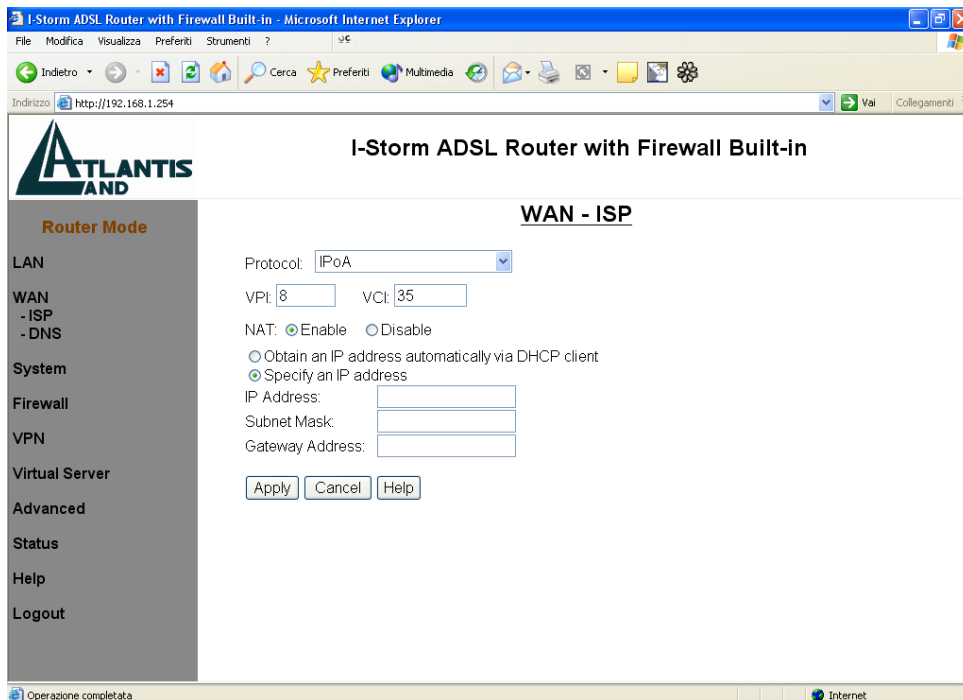 I-Storm ADSL Router with Firewall Built-in - Microsoft Internet Explorer
File Modifica Visualizza Preferiti Strumenti ?
Indietro Cerca Preferiti Multimedia
Indirizzo http://192.168.1.254 Vai Collegamenti
ATLANTIS
LAND
I-Storm ADSL Router with Firewall Built-in
Router Mode
LAN
WAN
- ISP
- DNS
System
Firewall
VPN
Virtual Server
Advanced
Status
Help
Logout
WAN - ISP
Protocol: IPoA
VPI: 8 VCI: 35
NAT: Enable Disable
Obtain an IP address automatically via DHCP client
Specify an IP address
IP Address:
Subnet Mask:
Gateway Address:
Apply Cancel Help
Operazione completata Internet